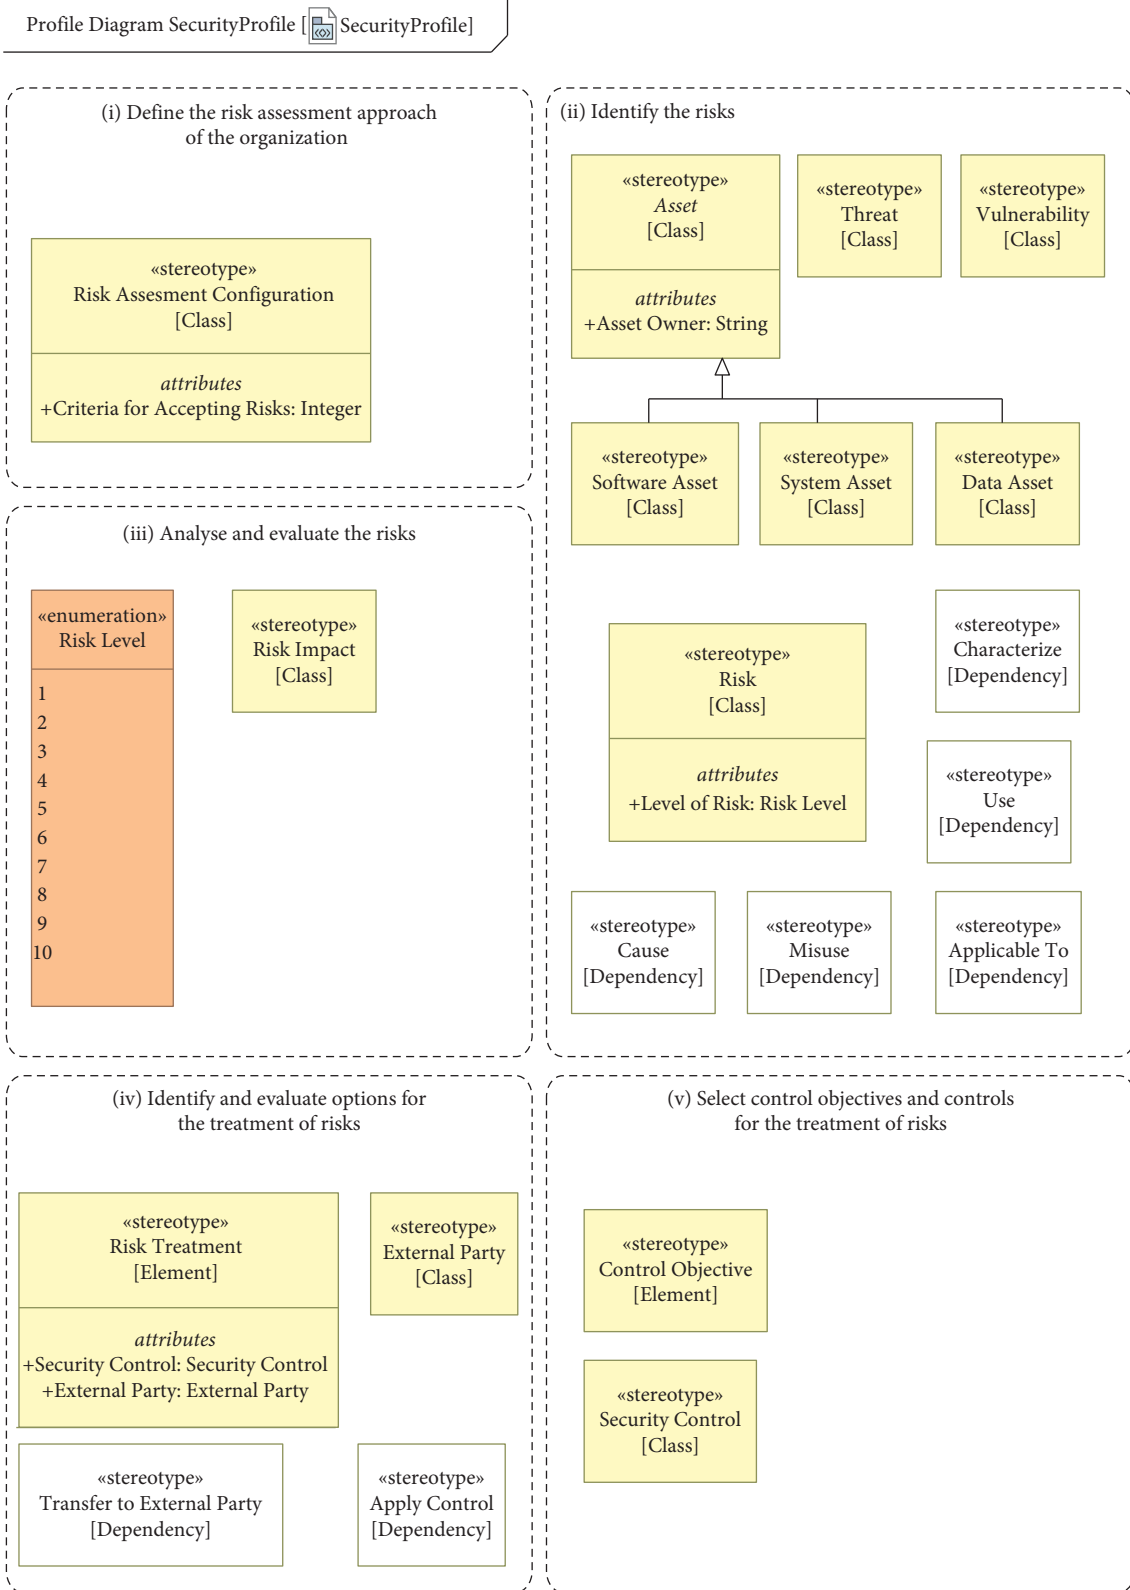 Profile Diagram SecurityProfile [ SecurityProfile]
(i) Define the risk assessment approach
of the organization
«stereotype»
Risk Assesment Configuration
[Class]
attributes
+Criteria for Accepting Risks: Integer
(ii) Identify the risks
«stereotype»
Asset
[Class]
attributes
+Asset Owner: String
«stereotype»
Threat
[Class]
«stereotype»
Vulnerability
[Class]
«stereotype»
Software Asset
[Class]
«stereotype»
System Asset
[Class]
«stereotype»
Data Asset
[Class]
«stereotype»
Risk
[Class]
attributes
+Level of Risk: Risk Level
«stereotype»
Characterize
[Dependency]
«stereotype»
Use
[Dependency]
«stereotype»
Cause
[Dependency]
«stereotype»
Misuse
[Dependency]
«stereotype»
Applicable To
[Dependency]
(iii) Analyse and evaluate the risks
«enumeration»
Risk Level
1
2
3
4
5
6
7
8
9
10
«stereotype»
Risk Impact
[Class]
(iv) Identify and evaluate options for
the treatment of risks
«stereotype»
Risk Treatment
[Element]
attributes
+Security Control: Security Control
+External Party: External Party
«stereotype»
External Party
[Class]
«stereotype»
Transfer to External Party
[Dependency]
«stereotype»
Apply Control
[Dependency]
(v) Select control objectives and controls
for the treatment of risks
«stereotype»
Control Objective
[Element]
«stereotype»
Security Control
[Class]